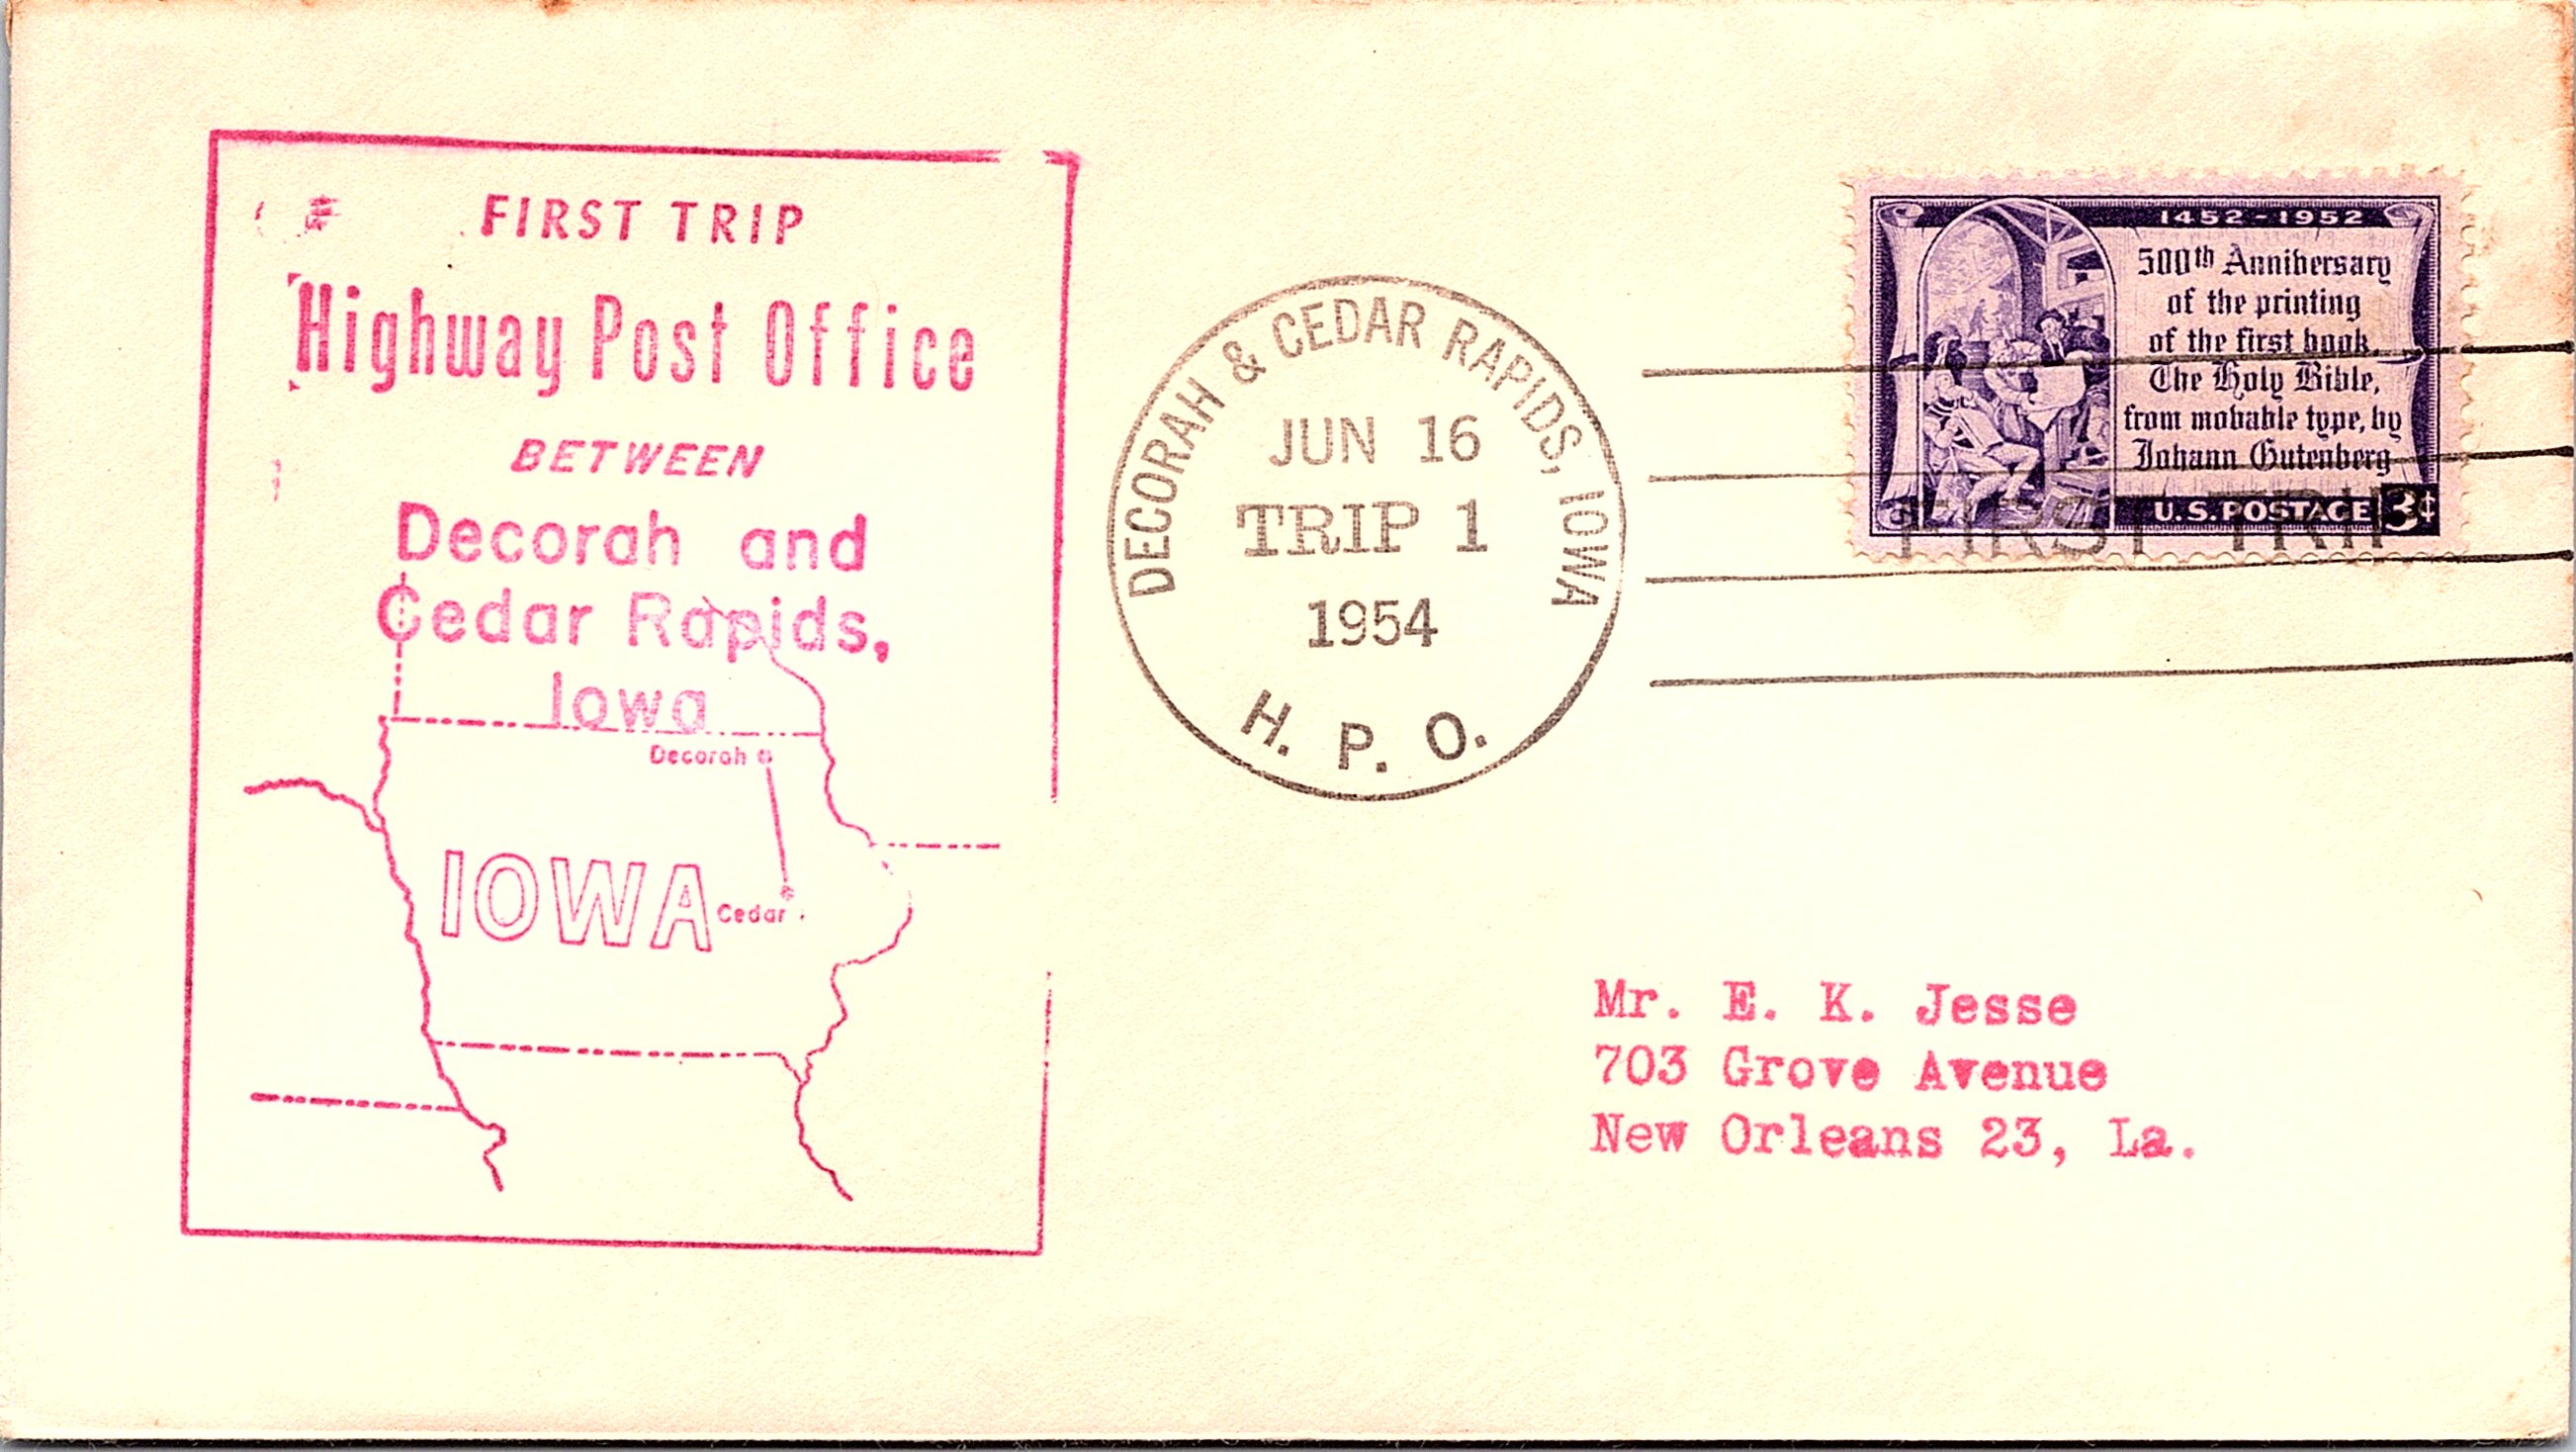 FIRST TRIP
Highway Post Office
BETWEEN
Decorah and
Cedar Rapids,
Iowa
Decorah
IOWA
Cedar
DECORAH & CEDAR RAPIDS, IOWA
JUN 16
TRIP 1
1954
H. P. O.
1452-1952
500th Anniversary
of the printing
of the first book,
The Holy Bible,
from movable type, by
Johann Gutenberg
U.S. POSTAGE 3¢
FIRST TRIP
Mr. E. K. Jesse
703 Grove Avenue
New Orleans 23, La.